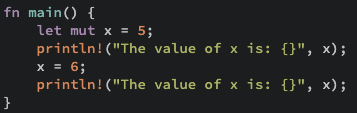 fn main() {
    let mut x = 5;
    println!("The value of x is: {}", x);
    x = 6;
    println!("The value of x is: {}", x);
}